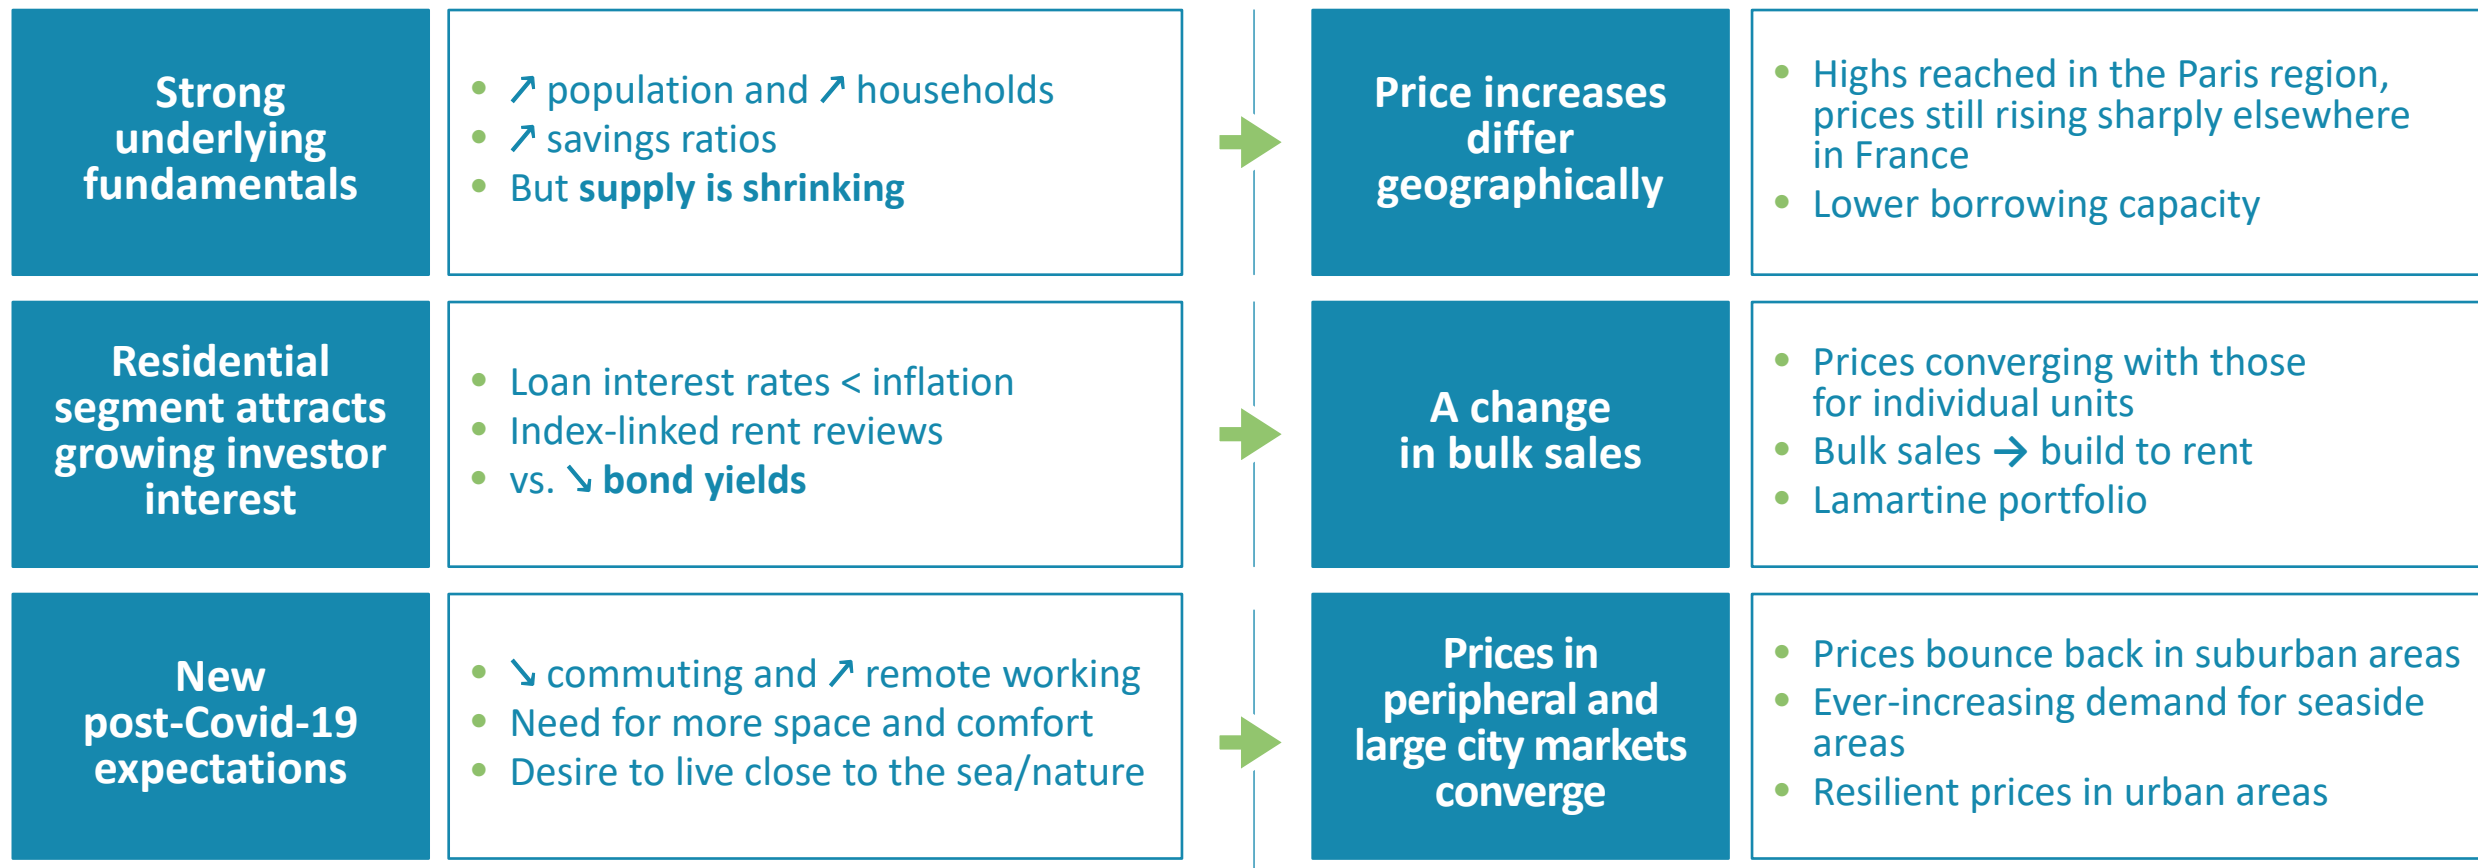 Strong
underlying
fundamentals
• ↗ population and ↗ households
• ↗ savings ratios
• But supply is shrinking
Price increases
differ
geographically
• Highs reached in the Paris region,
prices still rising sharply elsewhere
in France
• Lower borrowing capacity
Residential
segment attracts
growing investor
interest
• Loan interest rates < inflation
• Index-linked rent reviews
• vs. ↘ bond yields
A change
in bulk sales
• Prices converging with those
for individual units
• Bulk sales → build to rent
• Lamartine portfolio
New
post-Covid-19
expectations
• ↘ commuting and ↗ remote working
• Need for more space and comfort
• Desire to live close to the sea/nature
Prices in
peripheral and
large city markets
converge
• Prices bounce back in suburban areas
• Ever-increasing demand for seaside
areas
• Resilient prices in urban areas